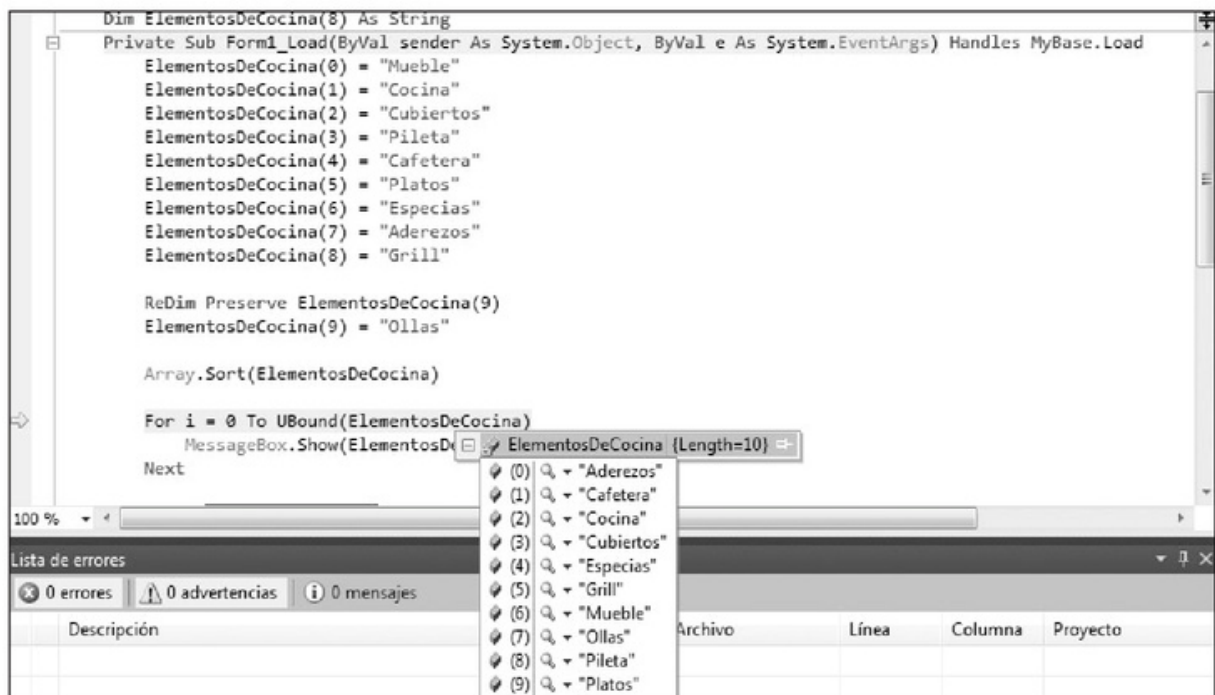 Dim ElementosDeCocina(8) As String
Private Sub Form1_Load(ByVal sender As System.Object, ByVal e As System.EventArgs) Handles MyBase.Load
ElementosDeCocina(0) = "Mueble"
ElementosDeCocina(1) = "Cocina"
ElementosDeCocina(2) = "Cubiertos"
ElementosDeCocina(3) = "Pileta"
ElementosDeCocina(4) = "Cafetera"
ElementosDeCocina(5) = "Platos"
ElementosDeCocina(6) = "Especias"
ElementosDeCocina(7) = "Aderezos"
ElementosDeCocina(8) = "Grill"
ReDim Preserve ElementosDeCocina(9)
ElementosDeCocina(9) = "Ollas"
Array.Sort(ElementosDeCocina)
For i = 0 To UBound(ElementosDeCocina)
MessageBox.Show(ElementosDe
ElementosDeCocina {Length=10}
Next
(0) "Aderezos"
(1) "Cafetera"
(2) "Cocina"
(3) "Cubiertos"
(4) "Especias"
(5) "Grill"
(6) "Mueble"
(7) "Ollas"
(8) "Pileta"
(9) "Platos"
100 %
Lista de errores
0 errores 0 advertencias 0 mensajes
Descripción Archivo Línea Columna Proyecto